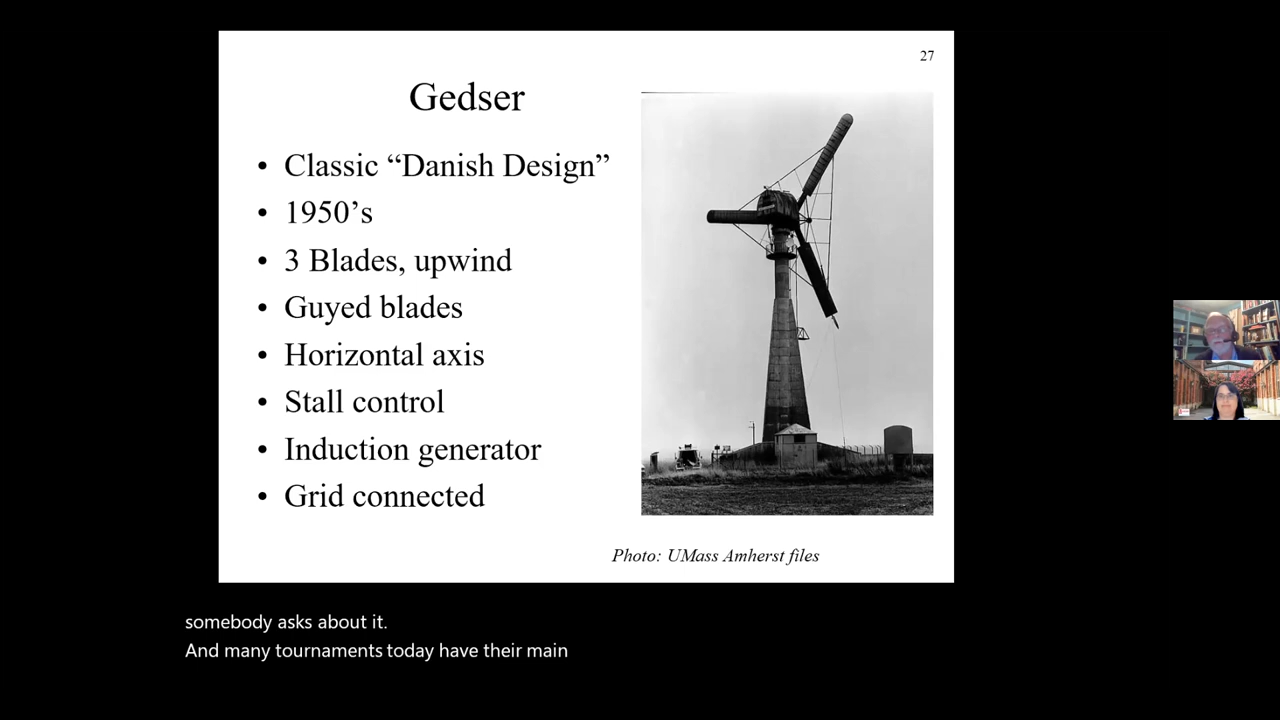 27
Gedser
• Classic “Danish Design”
• 1950’s
• 3 Blades, upwind
• Guyed blades
• Horizontal axis
• Stall control
• Induction generator
• Grid connected
Photo: UMass Amherst files
somebody asks about it.
And many tournaments today have their main